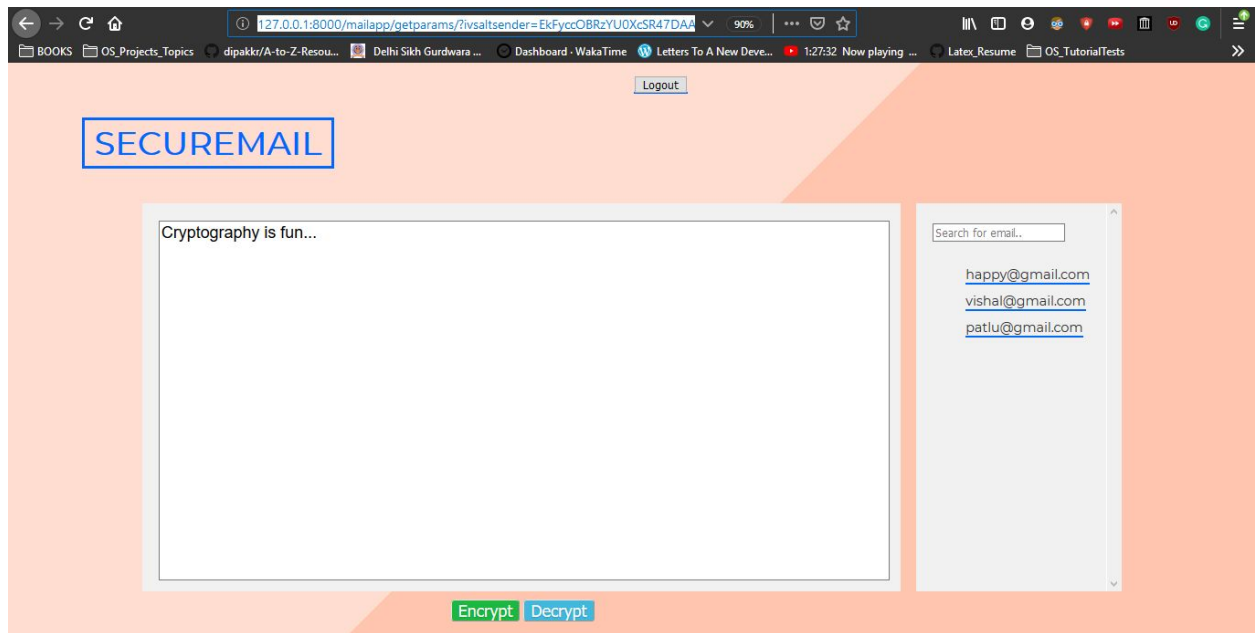 127.0.0.1:8000/mailapp/getparams/?ivsaltsender=EkFyccOBRzYU0XcSR47DAA 90%
BOOKS OS_Projects_Topics dipakkr/A-to-Z-Resou... Delhi Sikh Gurdwara ... Dashboard · WakaTime Letters To A New Deve... 1:27:32 Now playing ... Latex_Resume OS_TutorialTests
Logout
SECUREMAIL
Cryptography is fun...
Search for email..
happy@gmail.com
vishal@gmail.com
patlu@gmail.com
Encrypt Decrypt